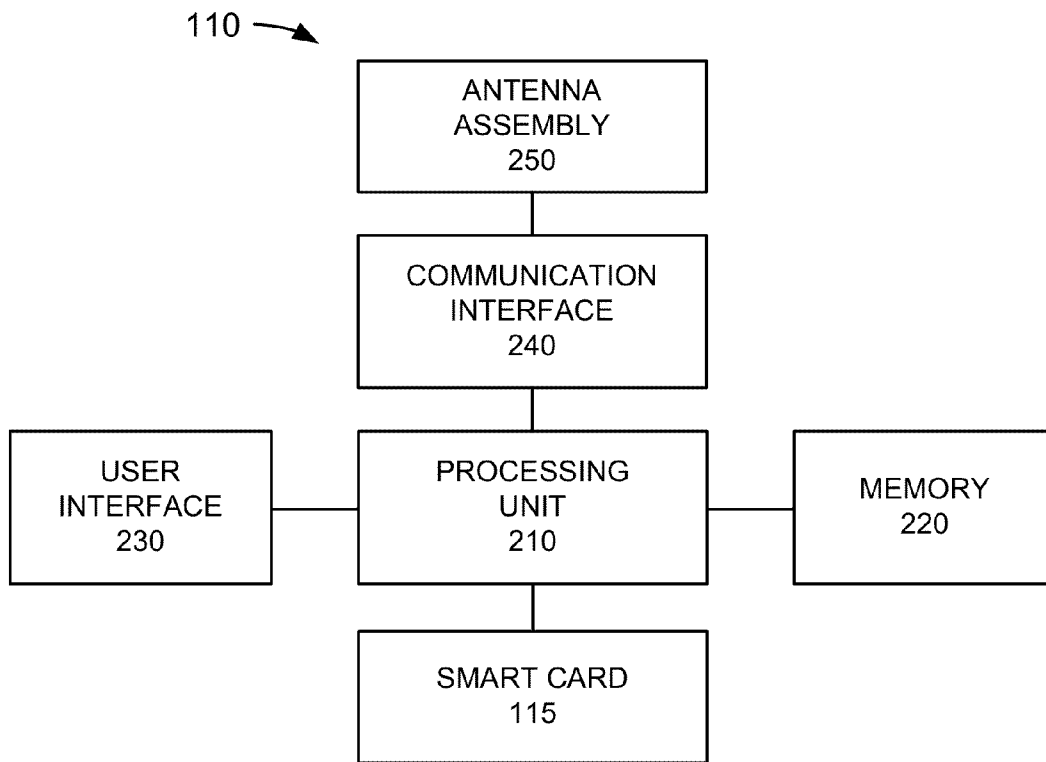 110
ANTENNA
ASSEMBLY
250
COMMUNICATION
INTERFACE
240
USER
INTERFACE
230
PROCESSING
UNIT
210
MEMORY
220
SMART CARD
115